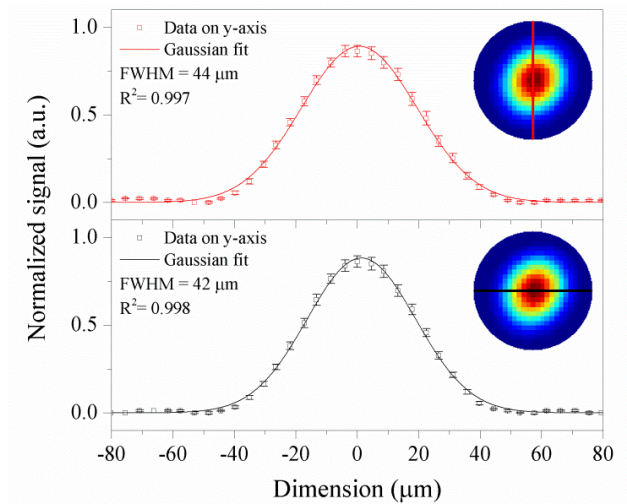 1.0
0.5
0.0
Data on y-axis
Gaussian fit
FWHM = 44 μm
R²= 0.997
1.0
0.5
0.0
Data on y-axis
Gaussian fit
FWHM = 42 μm
R²= 0.998
-80 -60 -40 -20 0 20 40 60 80
Dimension (μm)
Normalized signal (a.u.)